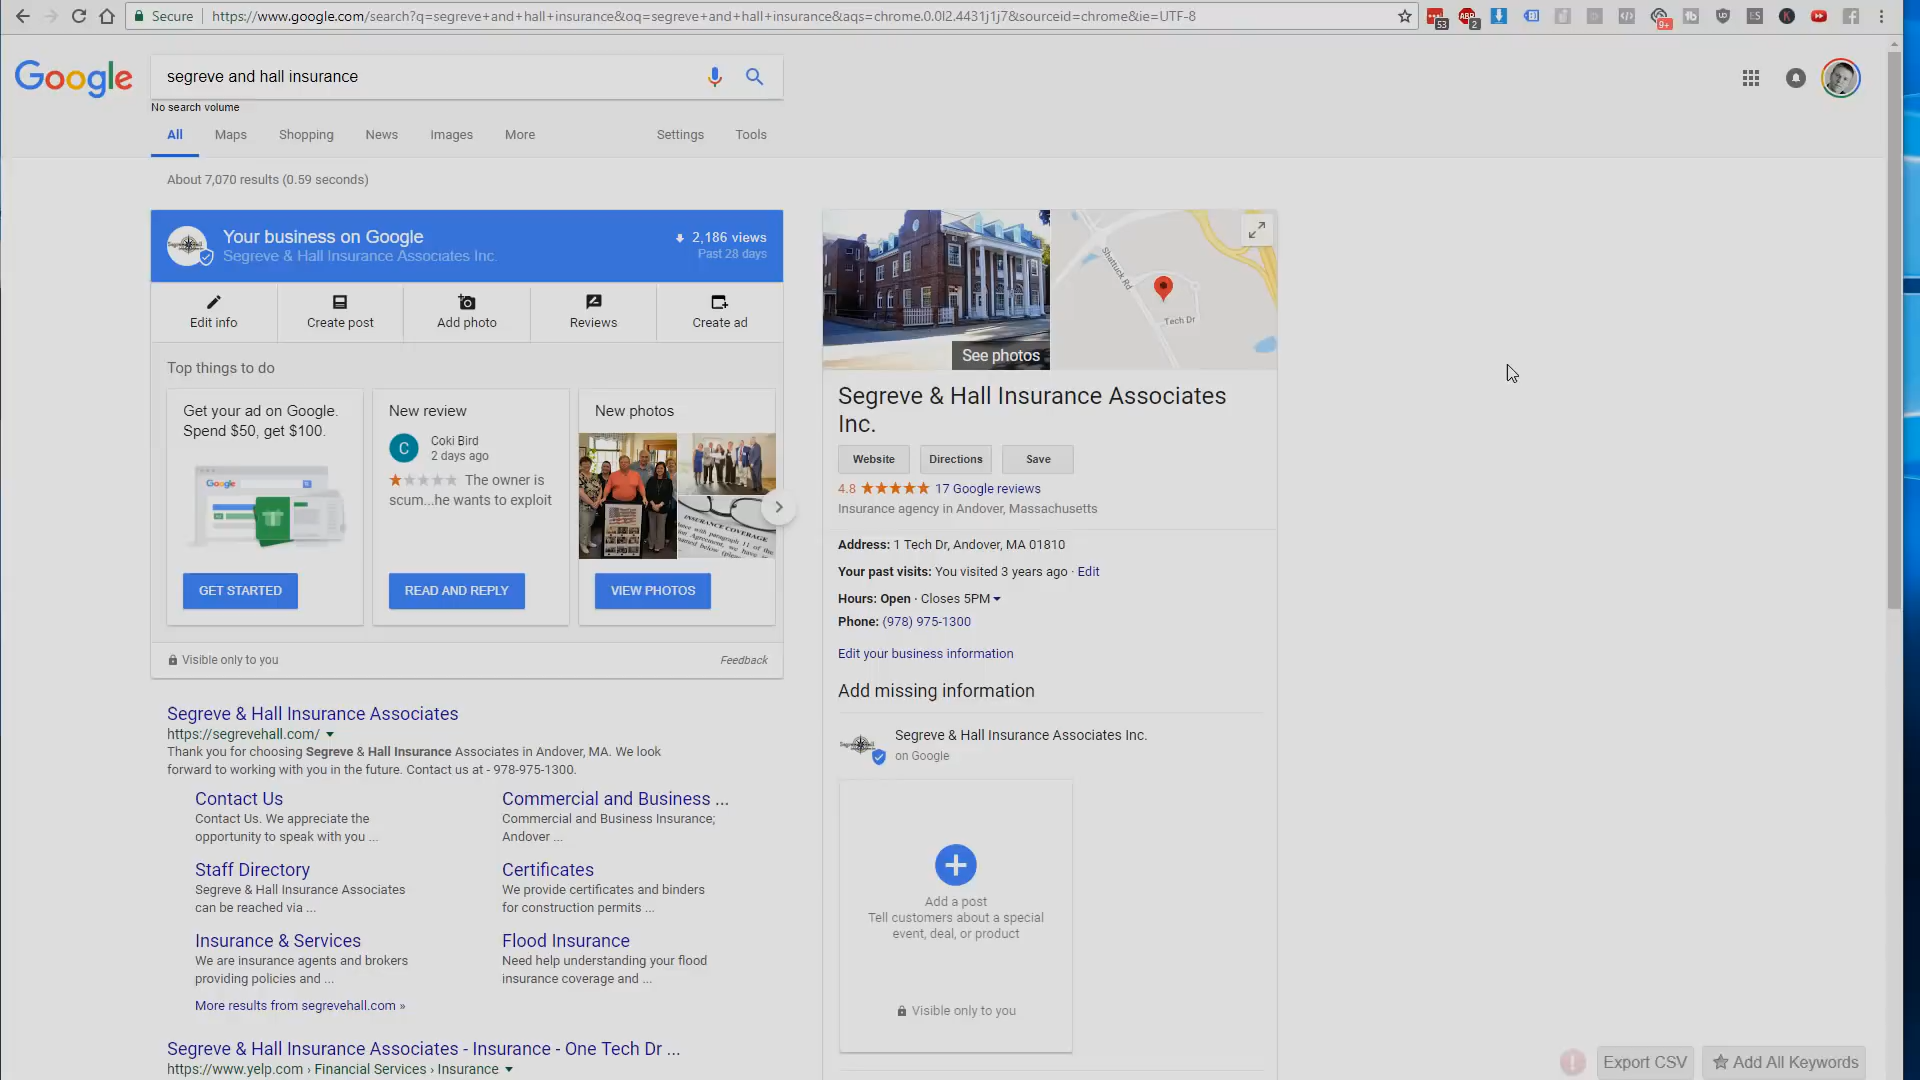 Secure
https://www.google.com/search?q=segreve+and+hall+insurance&oq=segreve+and+hall+insurance&aqs=chrome.0.0l2.4431j1j7&sourceid=chrome&ie=UTF-8
53
2
9+
Google
segreve and hall insurance
No search volume
All
Maps
Shopping
News
Images
More
Settings
Tools
About 7,070 results (0.59 seconds)
Your business on Google
Segreve & Hall Insurance Associates Inc.
2,186 views
Past 28 days
Edit info
Create post
Add photo
Reviews
Create ad
Top things to do
Get your ad on Google.
Spend $50, get $100.
Google
GET STARTED
New review
C
Coki Bird
2 days ago
The owner is
scum...he wants to exploit
READ AND REPLY
New photos
INSURANCE COVERAGE
VIEW PHOTOS
Visible only to you
Feedback
Segreve & Hall Insurance Associates
https://segrevehall.com/
Thank you for choosing Segreve & Hall Insurance Associates in Andover, MA. We look
forward to working with you in the future. Contact us at - 978-975-1300.
Contact Us
Contact Us. We appreciate the
opportunity to speak with you ...
Commercial and Business ...
Commercial and Business Insurance;
Andover ...
Staff Directory
Segreve & Hall Insurance Associates
can be reached via ...
Certificates
We provide certificates and binders
for construction permits ...
Insurance & Services
We are insurance agents and brokers
providing policies and ...
Flood Insurance
Need help understanding your flood
insurance coverage and ...
More results from segrevehall.com »
Segreve & Hall Insurance Associates - Insurance - One Tech Dr ...
https://www.yelp.com › Financial Services › Insurance
See photos
Shattuck Rd
Tech Dr
Segreve & Hall Insurance Associates
Inc.
Website
Directions
Save
4.8
17 Google reviews
Insurance agency in Andover, Massachusetts
Address: 1 Tech Dr, Andover, MA 01810
Your past visits: You visited 3 years ago · Edit
Hours: Open · Closes 5PM
Phone: (978) 975-1300
Edit your business information
Add missing information
Segreve & Hall Insurance Associates Inc.
on Google
Add a post
Tell customers about a special
event, deal, or product
Visible only to you
Export CSV
Add All Keywords